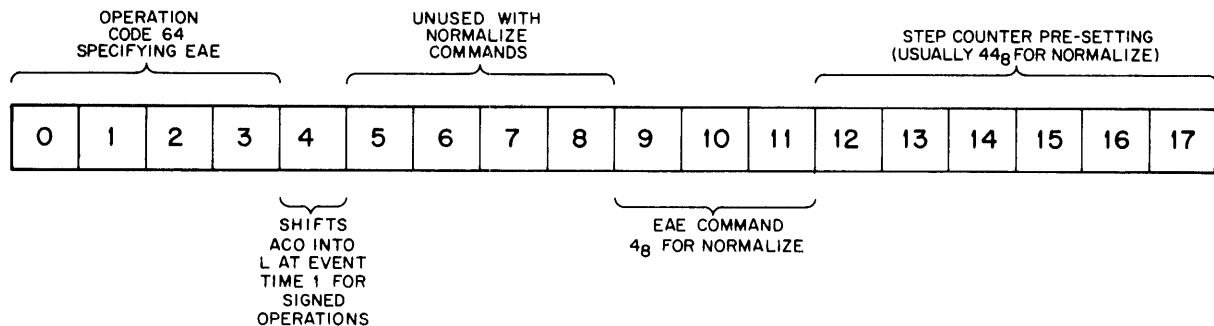 OPERATION
CODE 64
SPECIFYING EAE
UNUSED WITH
NORMALIZE
COMMANDS
STEP COUNTER PRE-SETTING
(USUALLY 44₈ FOR NORMALIZE)
0 1 2 3 4 5 6 7 8 9 10 11 12 13 14 15 16 17
SHIFTS
AC0 INTO
L AT EVENT
TIME 1 FOR
SIGNED
OPERATIONS
EAE COMMAND
4₈ FOR NORMALIZE